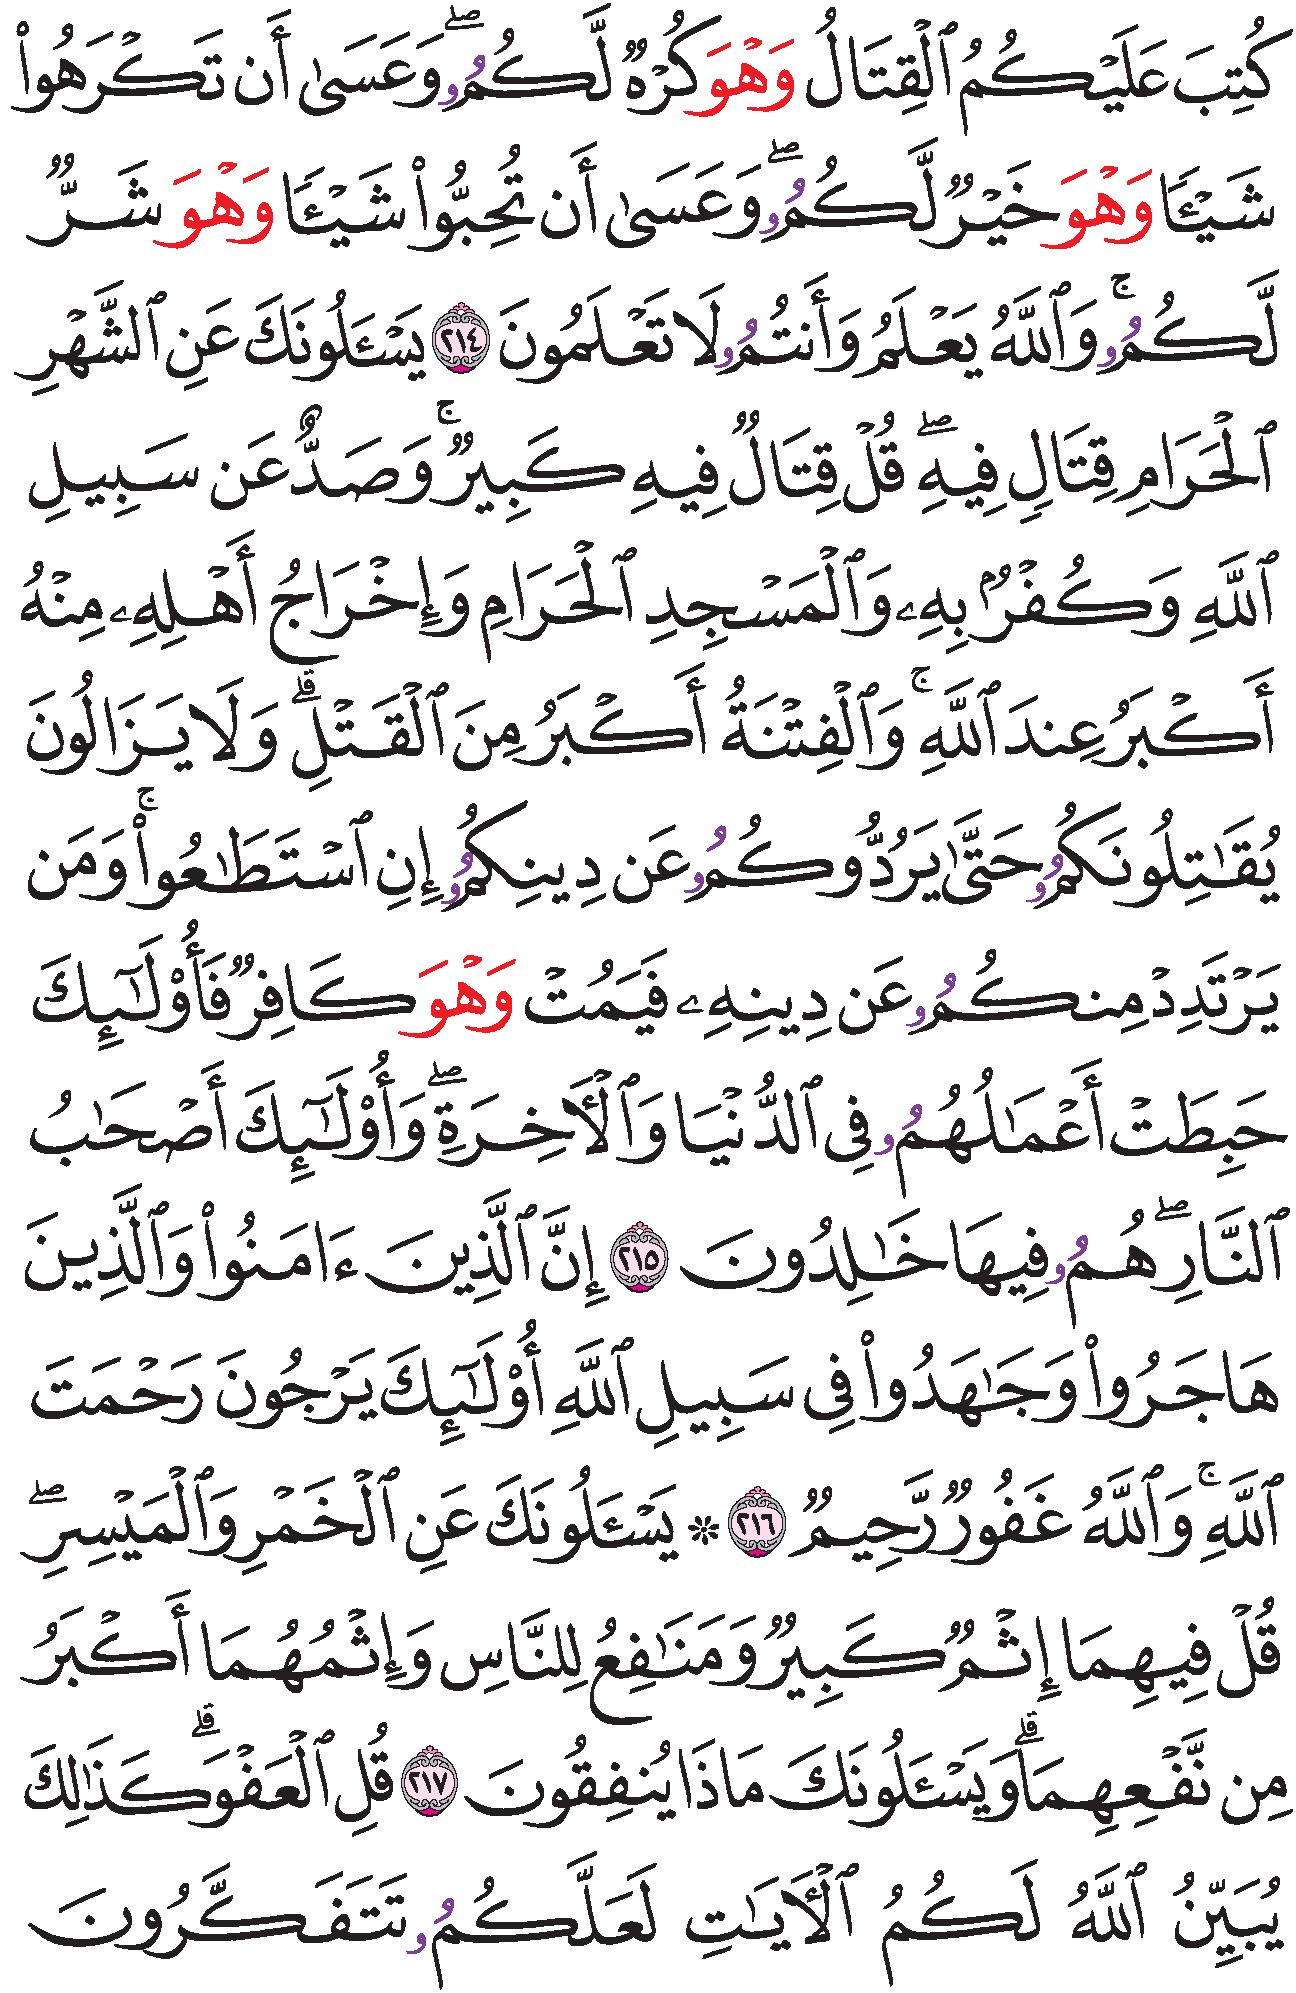 كُتِبَ عَلَيۡكُمُ ٱلۡقِتَالُ وَهۡوَ كُرۡهٞ لَّكُمُۥۖ وَعَسَىٰ أَن تَكۡرَهُواْ
شَيۡـٔٗا وَهۡوَ خَيۡرٞ لَّكُمُۥۖ وَعَسَىٰ أَن تُحِبُّواْ شَيۡـٔٗا وَهۡوَ شَرّٞ
لَّكُمُۥۚ وَٱللَّهُ يَعۡلَمُ وَأَنتُمُۥ لَا تَعۡلَمُونَ ٢١٤ يَسۡـَٔلُونَكَ عَنِ ٱلشَّهۡرِ
ٱلۡحَرَامِ قِتَالٖ فِيهِۖ قُلۡ قِتَالٞ فِيهِ كَبِيرٞۚ وَصَدٌّ عَن سَبِيلِ
ٱللَّهِ وَكُفۡرُۢ بِهِۦ وَٱلۡمَسۡجِدِ ٱلۡحَرَامِ وَإِخۡرَاجُ أَهۡلِهِۦ مِنۡهُ
أَكۡبَرُ عِندَ ٱللَّهِۚ وَٱلۡفِتۡنَةُ أَكۡبَرُ مِنَ ٱلۡقَتۡلِۗ وَلَا يَزَالُونَ
يُقَٰتِلُونَكُمُۥ حَتَّىٰ يَرُدُّوكُمُۥ عَن دِينِكُمُۥ إِنِ ٱسۡتَطَٰعُواْۚ وَمَن
يَرۡتَدِدۡ مِنكُمُۥ عَن دِينِهِۦ فَيَمُتۡ وَهۡوَ كَافِرٞ فَأُوْلَٰٓئِكَ
حَبِطَتۡ أَعۡمَٰلُهُمُۥ فِي ٱلدُّنۡيَا وَٱلۡأٓخِرَةِۖ وَأُوْلَٰٓئِكَ أَصۡحَٰبُ
ٱلنَّارِۖ هُمُۥ فِيهَا خَٰلِدُونَ ٢١٥ إِنَّ ٱلَّذِينَ ءَامَنُواْ وَٱلَّذِينَ
هَاجَرُواْ وَجَٰهَدُواْ فِي سَبِيلِ ٱللَّهِ أُوْلَٰٓئِكَ يَرۡجُونَ رَحۡمَتَ
ٱللَّهِۚ وَٱللَّهُ غَفُورٞ رَّحِيمٞ ٢١٦ ۞ يَسۡـَٔلُونَكَ عَنِ ٱلۡخَمۡرِ وَٱلۡمَيۡسِرِۖ
قُلۡ فِيهِمَا إِثۡمٞ كَبِيرٞ وَمَنَٰفِعُ لِلنَّاسِ وَإِثۡمُهُمَا أَكۡبَرُ
مِن نَّفۡعِهِمَاۗ وَيَسۡـَٔلُونَكَ مَاذَا يُنفِقُونَ ٢١٧ قُلِ ٱلۡعَفۡوَۗ كَذَٰلِكَ
يُبَيِّنُ ٱللَّهُ لَكُمُ ٱلۡأٓيَٰتِ لَعَلَّكُمُۥ تَتَفَكَّرُونَ